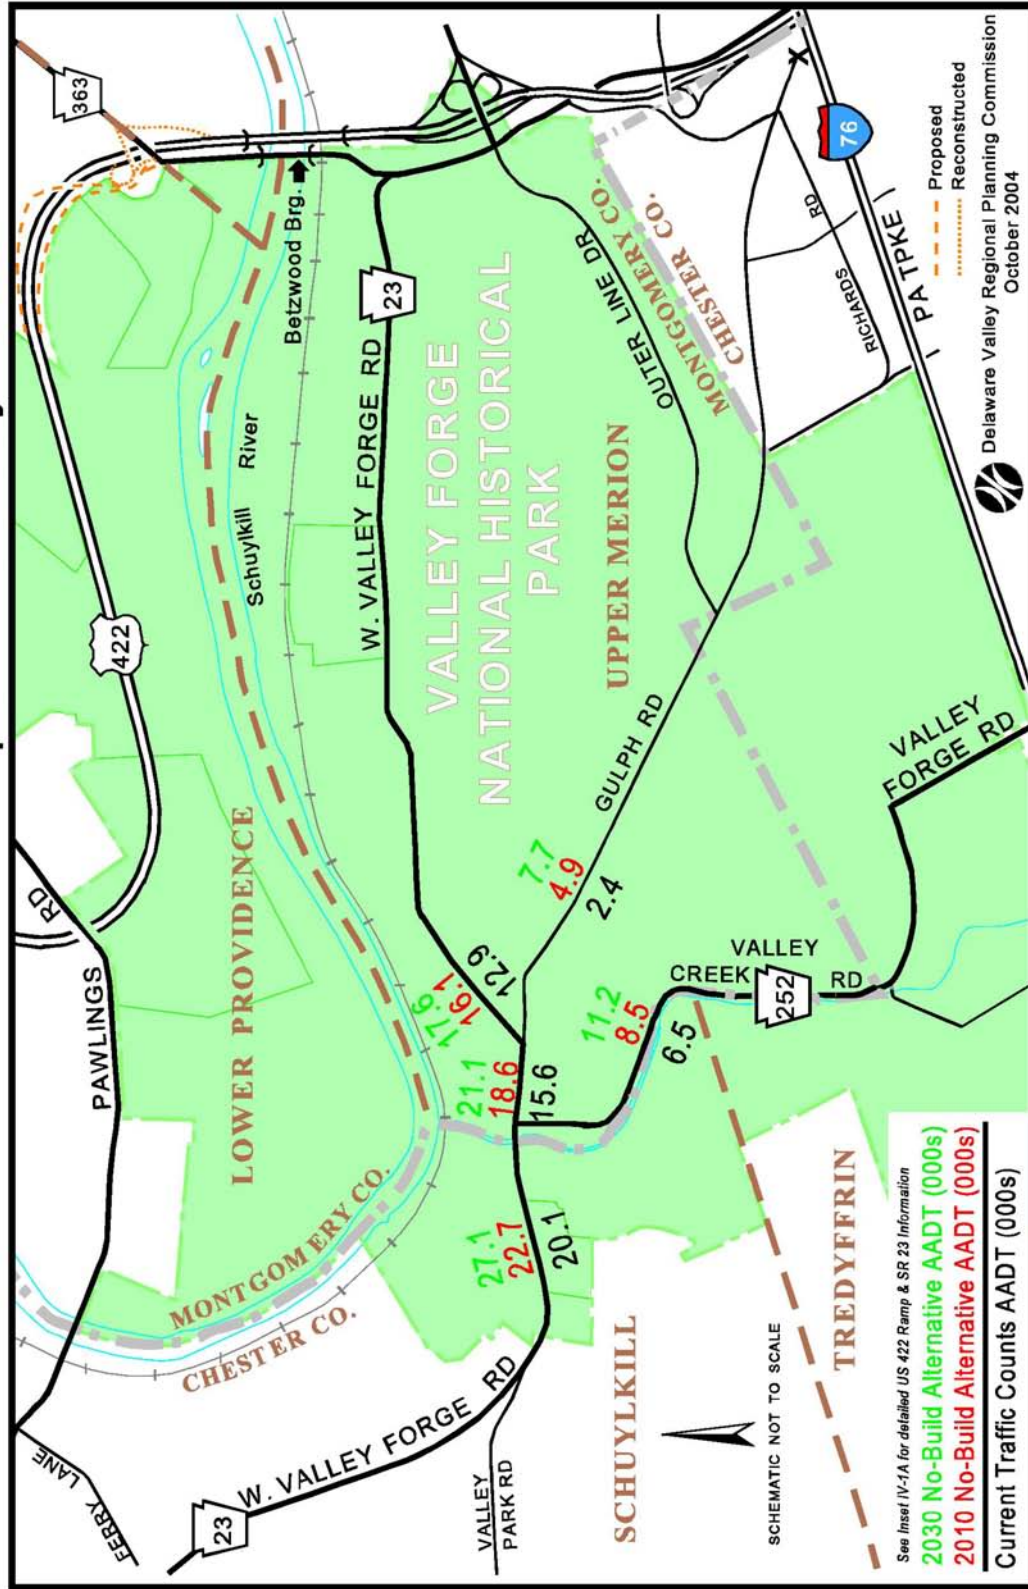 363
422
PAWLINGS
RD
LOWER PROVIDENCE
Schuylkill River
Betzwood Brg.
MONTGOMERY CO.
CHESTER CO.
FERRY LANE
23
W. VALLEY FORGE RD
23
W. VALLEY FORGE RD
VALLEY FORGE
NATIONAL HISTORICAL
PARK
UPPER MERION
OUTER LINE DR
MONTGOMERY CO.
CHESTER CO.
GULPH RD
RICHARDS
RD
76
PA TPKE
VALLEY
PARK RD
27.1
22.7
20.1
21.1
18.6
15.6
17.6
16.1
12.9
7.7
4.9
2.4
11.2
8.5
6.5
VALLEY
CREEK
RD
252
VALLEY
FORGE RD
SCHUYLKILL
TREDYFFRIN
SCHEMATIC NOT TO SCALE
See Inset IV-1A for detailed US 422 Ramp & SR 23 Information
2030 No-Build Alternative AADT (000s)
2010 No-Build Alternative AADT (000s)
Current Traffic Counts AADT (000s)
Proposed
Reconstructed
Delaware Valley Regional Planning Commission
October 2004